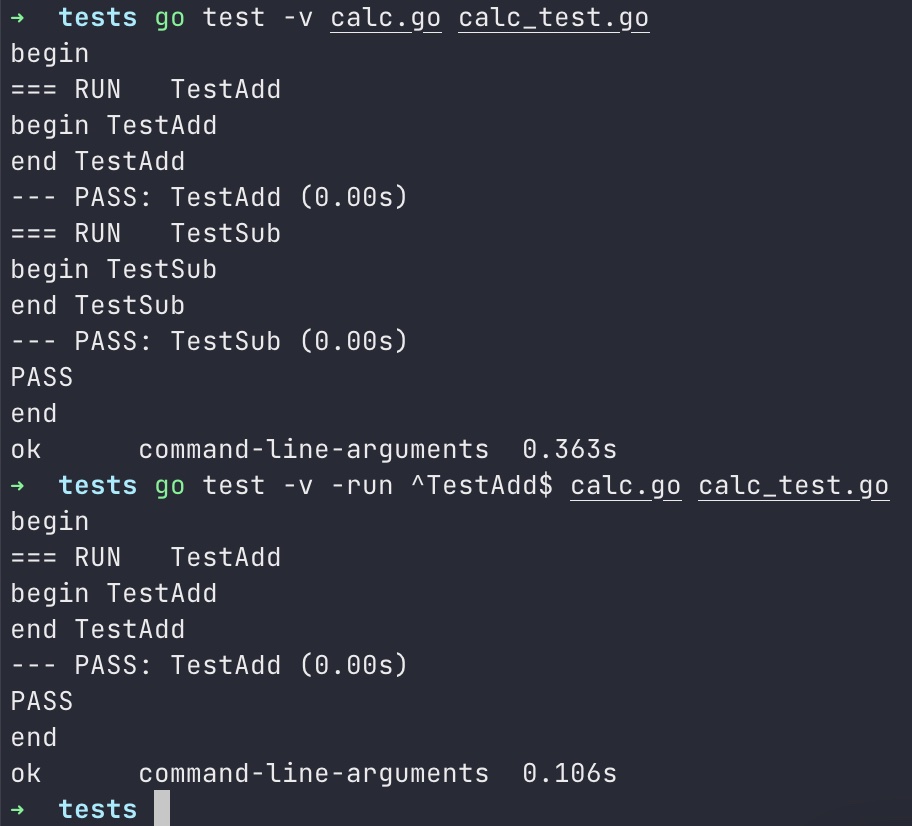 →  tests go test -v calc.go calc_test.go
begin
=== RUN   TestAdd
begin TestAdd
end TestAdd
--- PASS: TestAdd (0.00s)
=== RUN   TestSub
begin TestSub
end TestSub
--- PASS: TestSub (0.00s)
PASS
end
ok      command-line-arguments  0.363s
→  tests go test -v -run ^TestAdd$ calc.go calc_test.go
begin
=== RUN   TestAdd
begin TestAdd
end TestAdd
--- PASS: TestAdd (0.00s)
PASS
end
ok      command-line-arguments  0.106s
→  tests